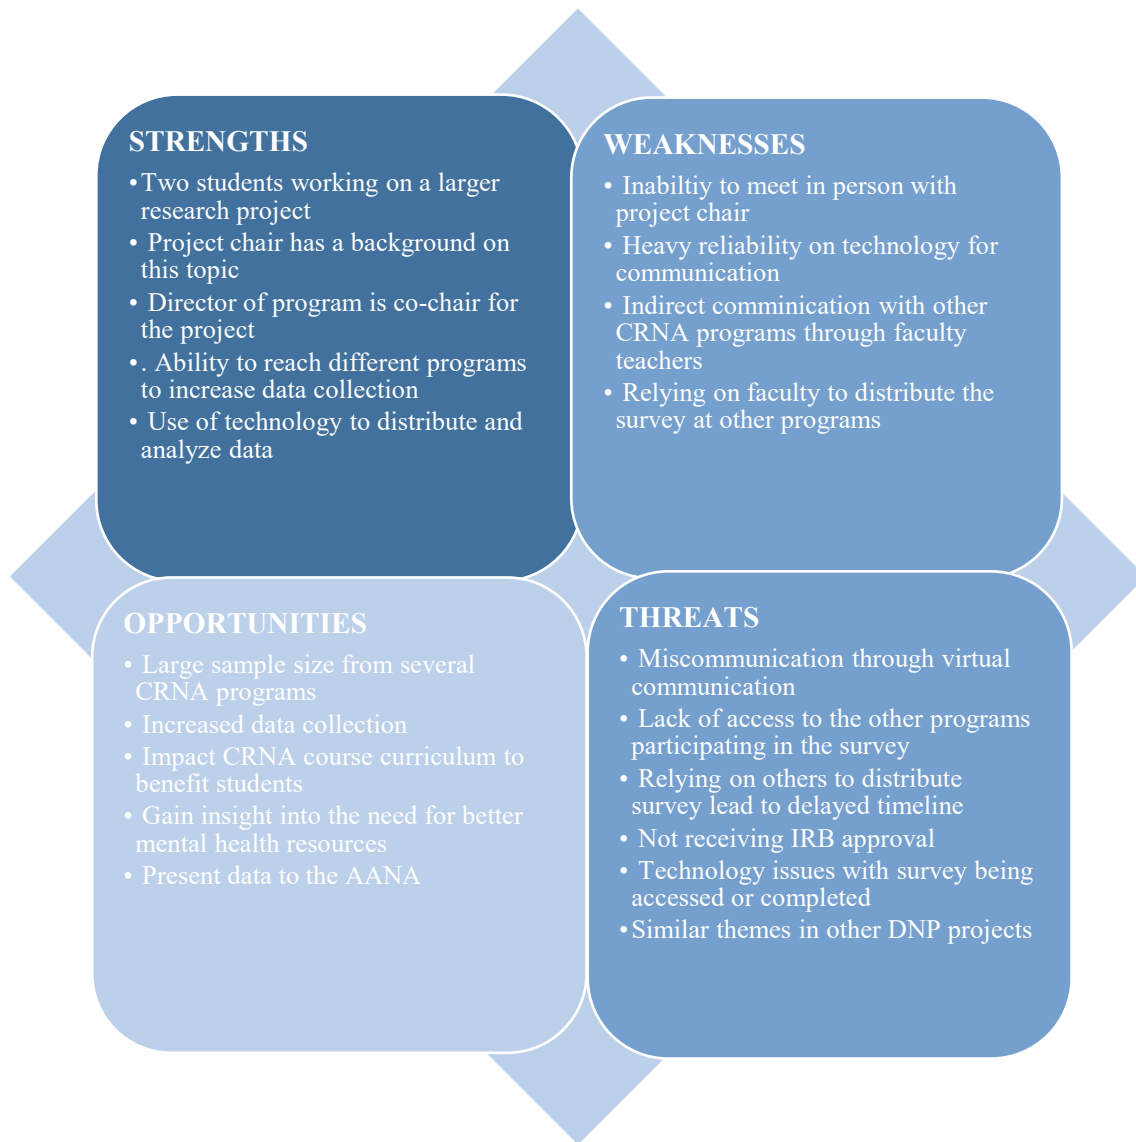 STRENGTHS
•Two students working on a larger
research project
• Project chair has a background on
this topic
• Director of program is co-chair for
the project
•. Ability to reach different programs
to increase data collection
• Use of technology to distribute and
analyze data
WEAKNESSES
• Inabiltiy to meet in person with
project chair
• Heavy reliability on technology for
communication
• Indirect comminication with other
CRNA programs through faculty
teachers
• Relying on faculty to distribute the
survey at other programs
OPPORTUNITIES
• Large sample size from several
CRNA programs
• Increased data collection
• Impact CRNA course curriculum to
benefit students
• Gain insight into the need for better
mental health resources
• Present data to the AANA
THREATS
• Miscommunication through virtual
communication
• Lack of access to the other programs
participating in the survey
• Relying on others to distribute
survey lead to delayed timeline
• Not receiving IRB approval
• Technology issues with survey being
accessed or completed
•Similar themes in other DNP projects